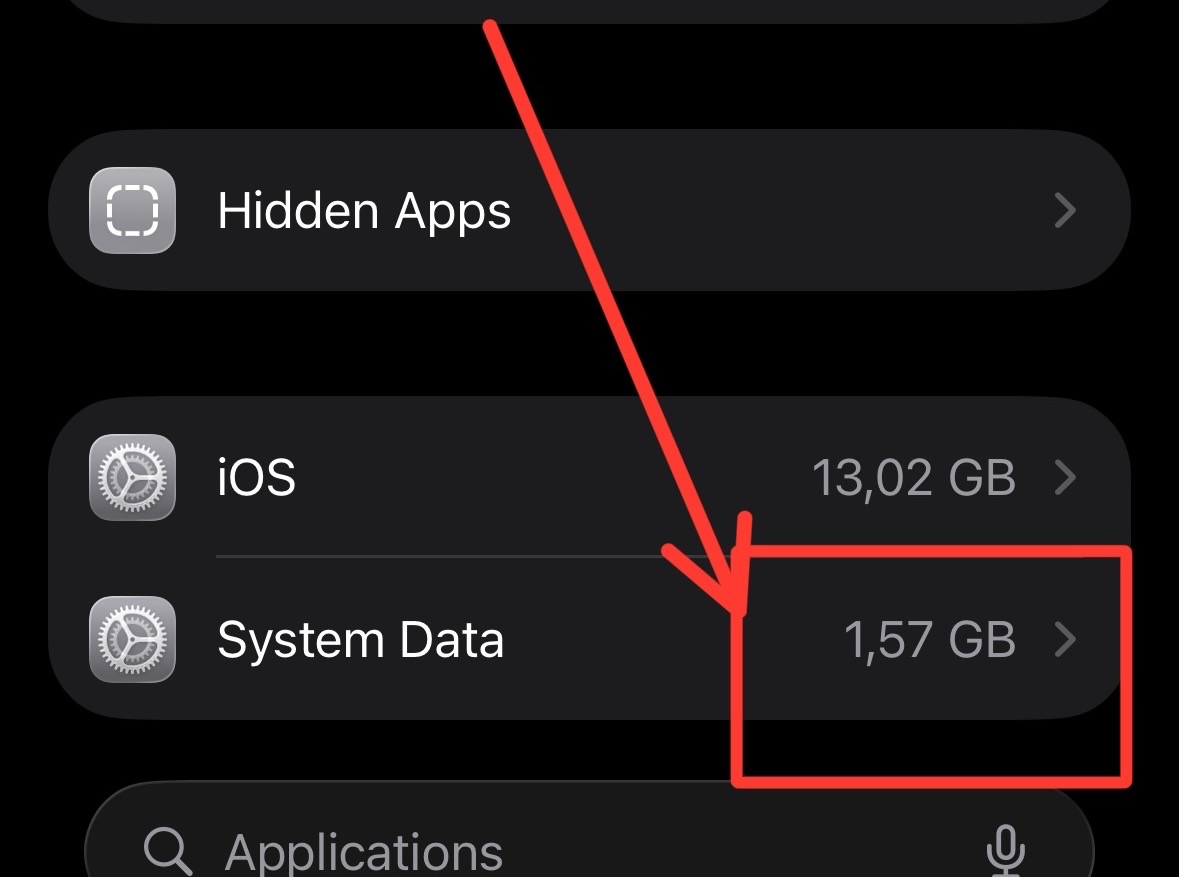 Hidden Apps
iOS 13,02 GB
System Data 1,57 GB
Applications